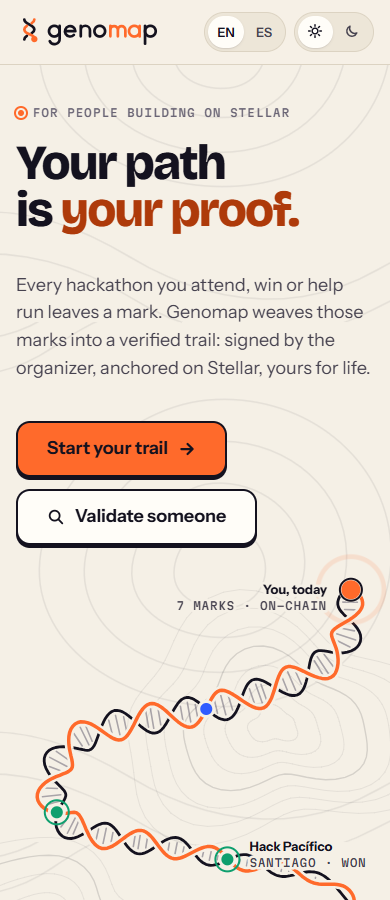 genomap
EN ES
FOR PEOPLE BUILDING ON STELLAR
Your path
is your proof.
Every hackathon you attend, win or help
run leaves a mark. Genomap weaves those
marks into a verified trail: signed by the
organizer, anchored on Stellar, yours for life.
Start your trail →
Validate someone
You, today
7 MARKS · ON-CHAIN
Hack Pacífico
SANTIAGO · WON